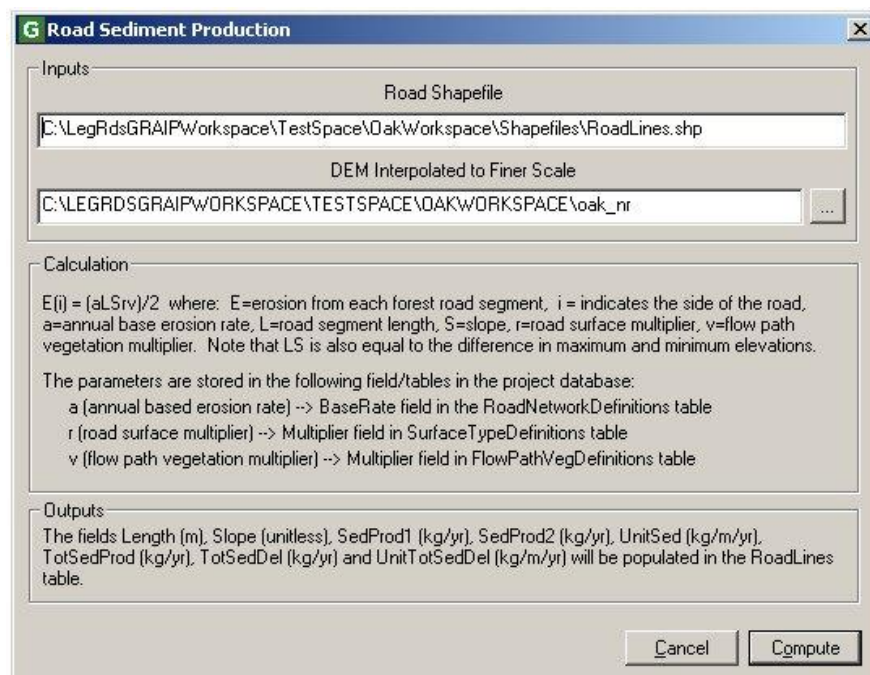 G Road Sediment Production
Inputs
Road Shapefile
C:\LegRdsGRAIPWorkspace\TestSpace\OakWorkspace\Shapefiles\RoadLines.shp
DEM Interpolated to Finer Scale
C:\LEGRDSGRAIPWORKSPACE\TESTSPACE\OAKWORKSPACE\oak_nr
...
Calculation
E(i) = (aLSrv)/2 where: E=erosion from each forest road segment, i = indicates the side of the road,
a=annual base erosion rate, L=road segment length, S=slope, r=road surface multiplier, v=flow path
vegetation multiplier. Note that LS is also equal to the difference in maximum and minimum elevations.
The parameters are stored in the following field/tables in the project database:
a (annual based erosion rate) --> BaseRate field in the RoadNetworkDefinitions table
r (road surface multiplier) --> Multiplier field in SurfaceTypeDefinitions table
v (flow path vegetation multiplier) --> Multiplier field in FlowPathVegDefinitions table
Outputs
The fields Length (m), Slope (unitless), SedProd1 (kg/yr), SedProd2 (kg/yr), UnitSed (kg/m/yr),
TotSedProd (kg/yr), TotSedDel (kg/yr) and UnitTotSedDel (kg/m/yr) will be populated in the RoadLines
table.
Cancel
Compute